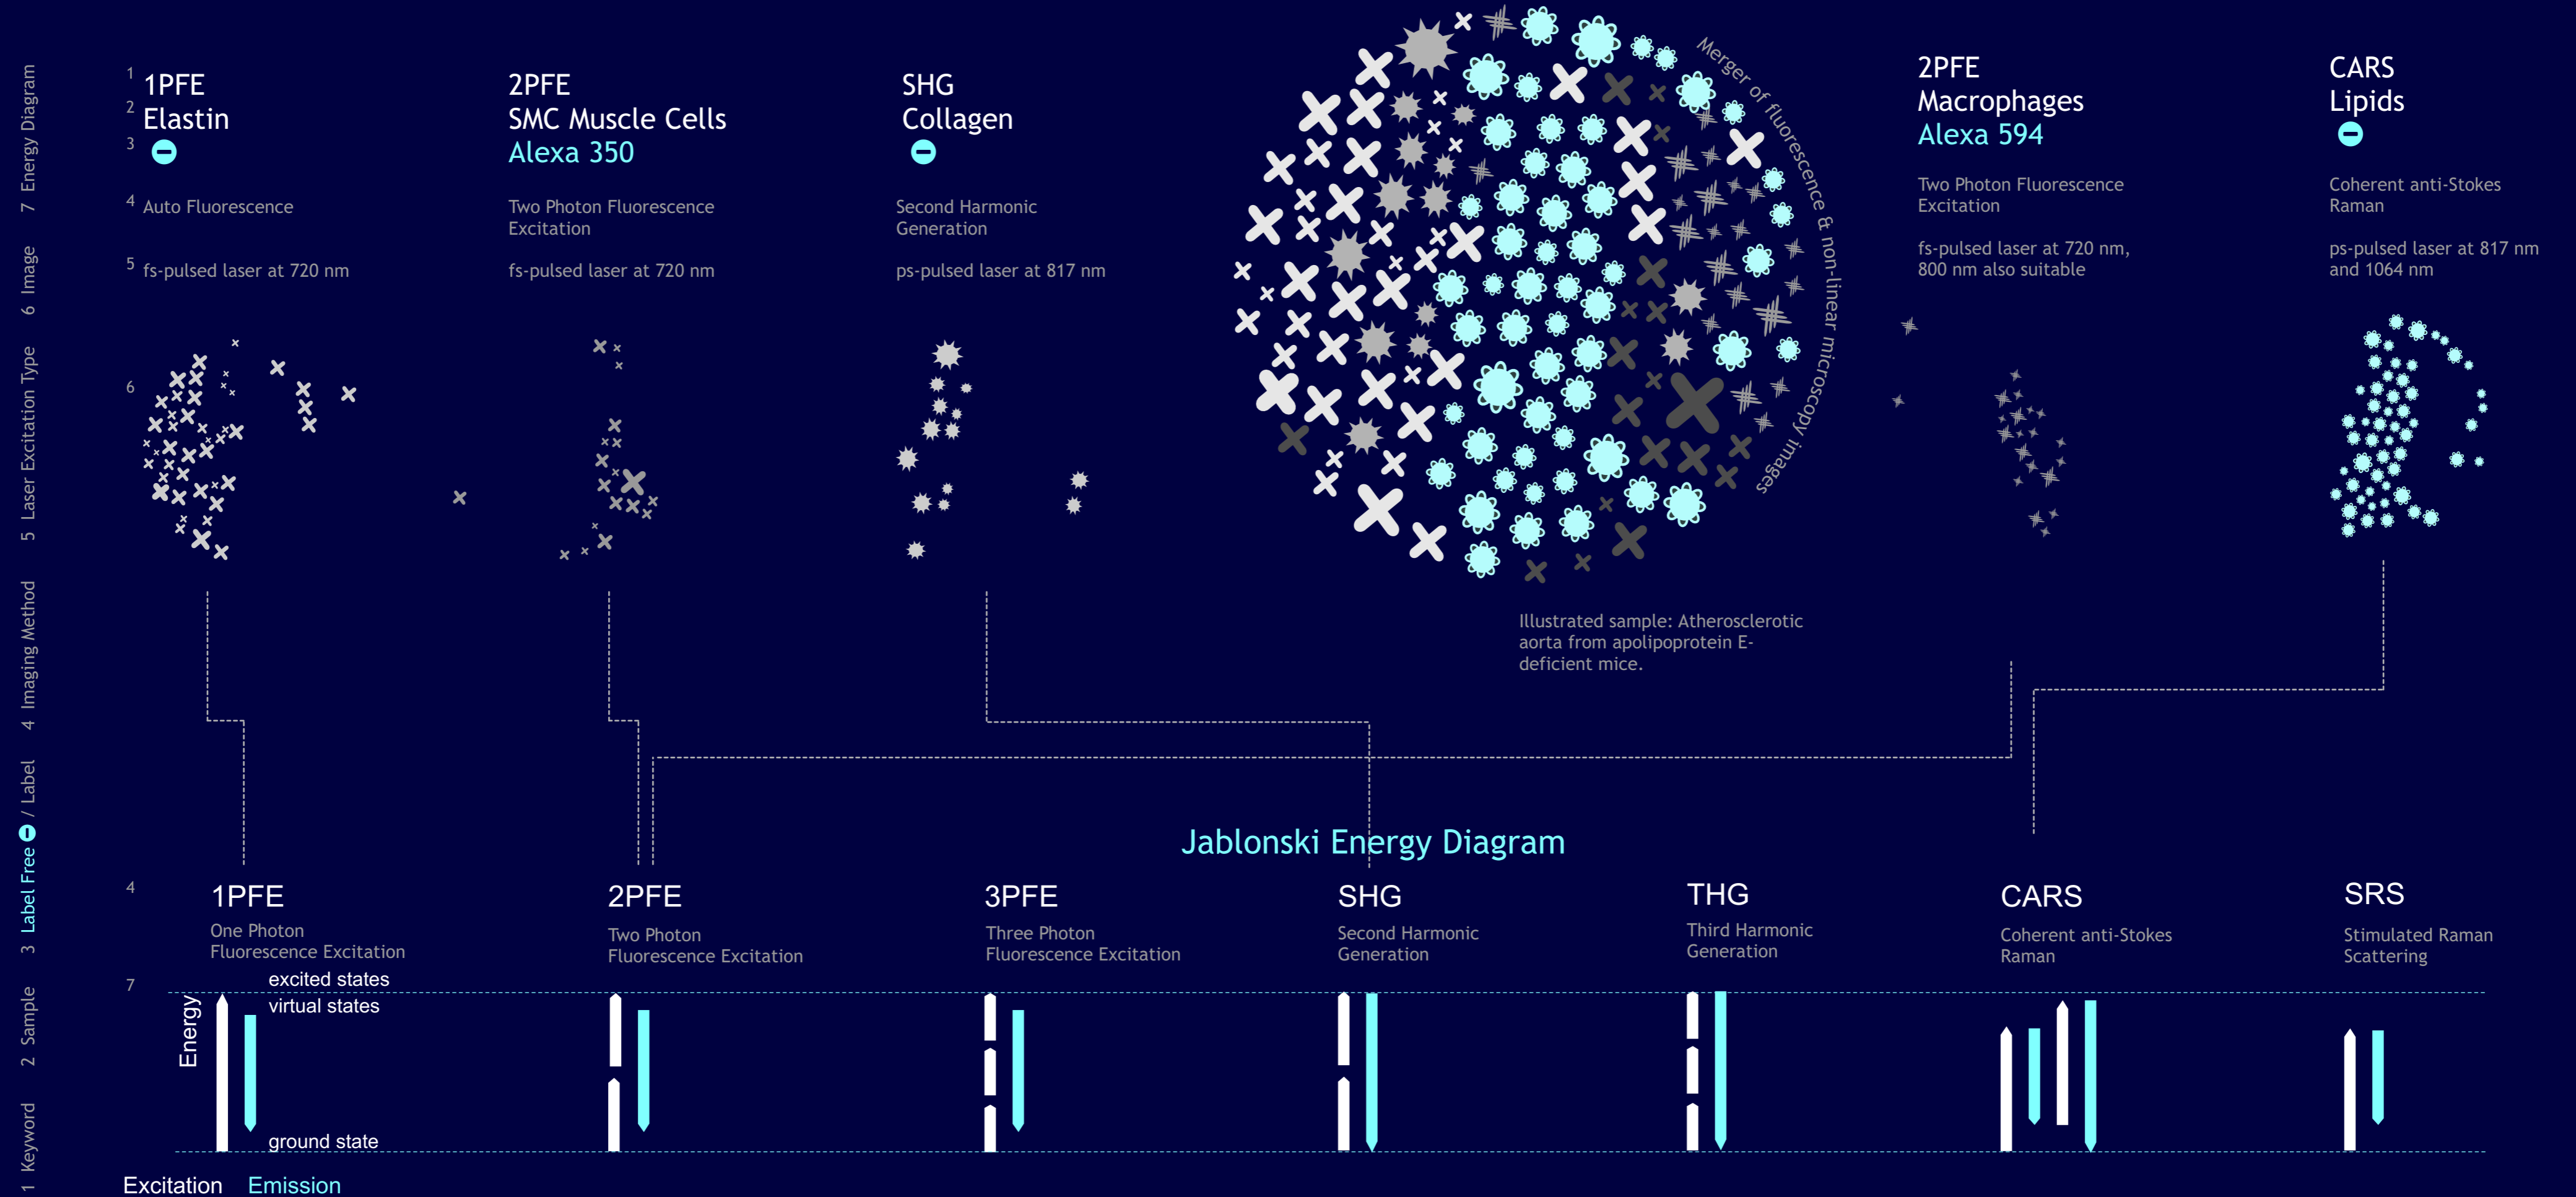 1 Keyword 2 Sample 3 Label Free / Label 4 Imaging Method 5 Laser Excitation Type 6 Image 7 Energy Diagram
1
2
3
4
5
6
1PFE
Elastin
Auto Fluorescence
fs-pulsed laser at 720 nm
2PFE
SMC Muscle Cells
Alexa 350
Two Photon Fluorescence
Excitation
fs-pulsed laser at 720 nm
SHG
Collagen
Second Harmonic
Generation
ps-pulsed laser at 817 nm
Merger of fluorescence & non-linear microscopy images
Illustrated sample: Atherosclerotic
aorta from apolipoprotein E-
deficient mice.
2PFE
Macrophages
Alexa 594
Two Photon Fluorescence
Excitation
fs-pulsed laser at 720 nm,
800 nm also suitable
CARS
Lipids
Coherent anti-Stokes
Raman
ps-pulsed laser at 817 nm
and 1064 nm
Jablonski Energy Diagram
4
7
1PFE
One Photon
Fluorescence Excitation
2PFE
Two Photon
Fluorescence Excitation
3PFE
Three Photon
Fluorescence Excitation
SHG
Second Harmonic
Generation
THG
Third Harmonic
Generation
CARS
Coherent anti-Stokes
Raman
SRS
Stimulated Raman
Scattering
excited states
virtual states
Energy
ground state
Excitation Emission